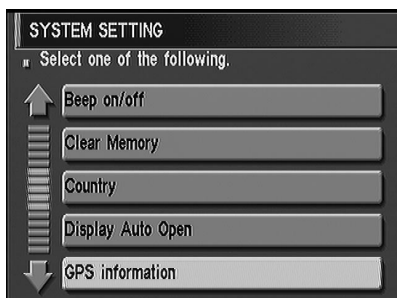 SYSTEM SETTING
Select one of the following.
Beep on/off
Clear Memory
Country
Display Auto Open
GPS information